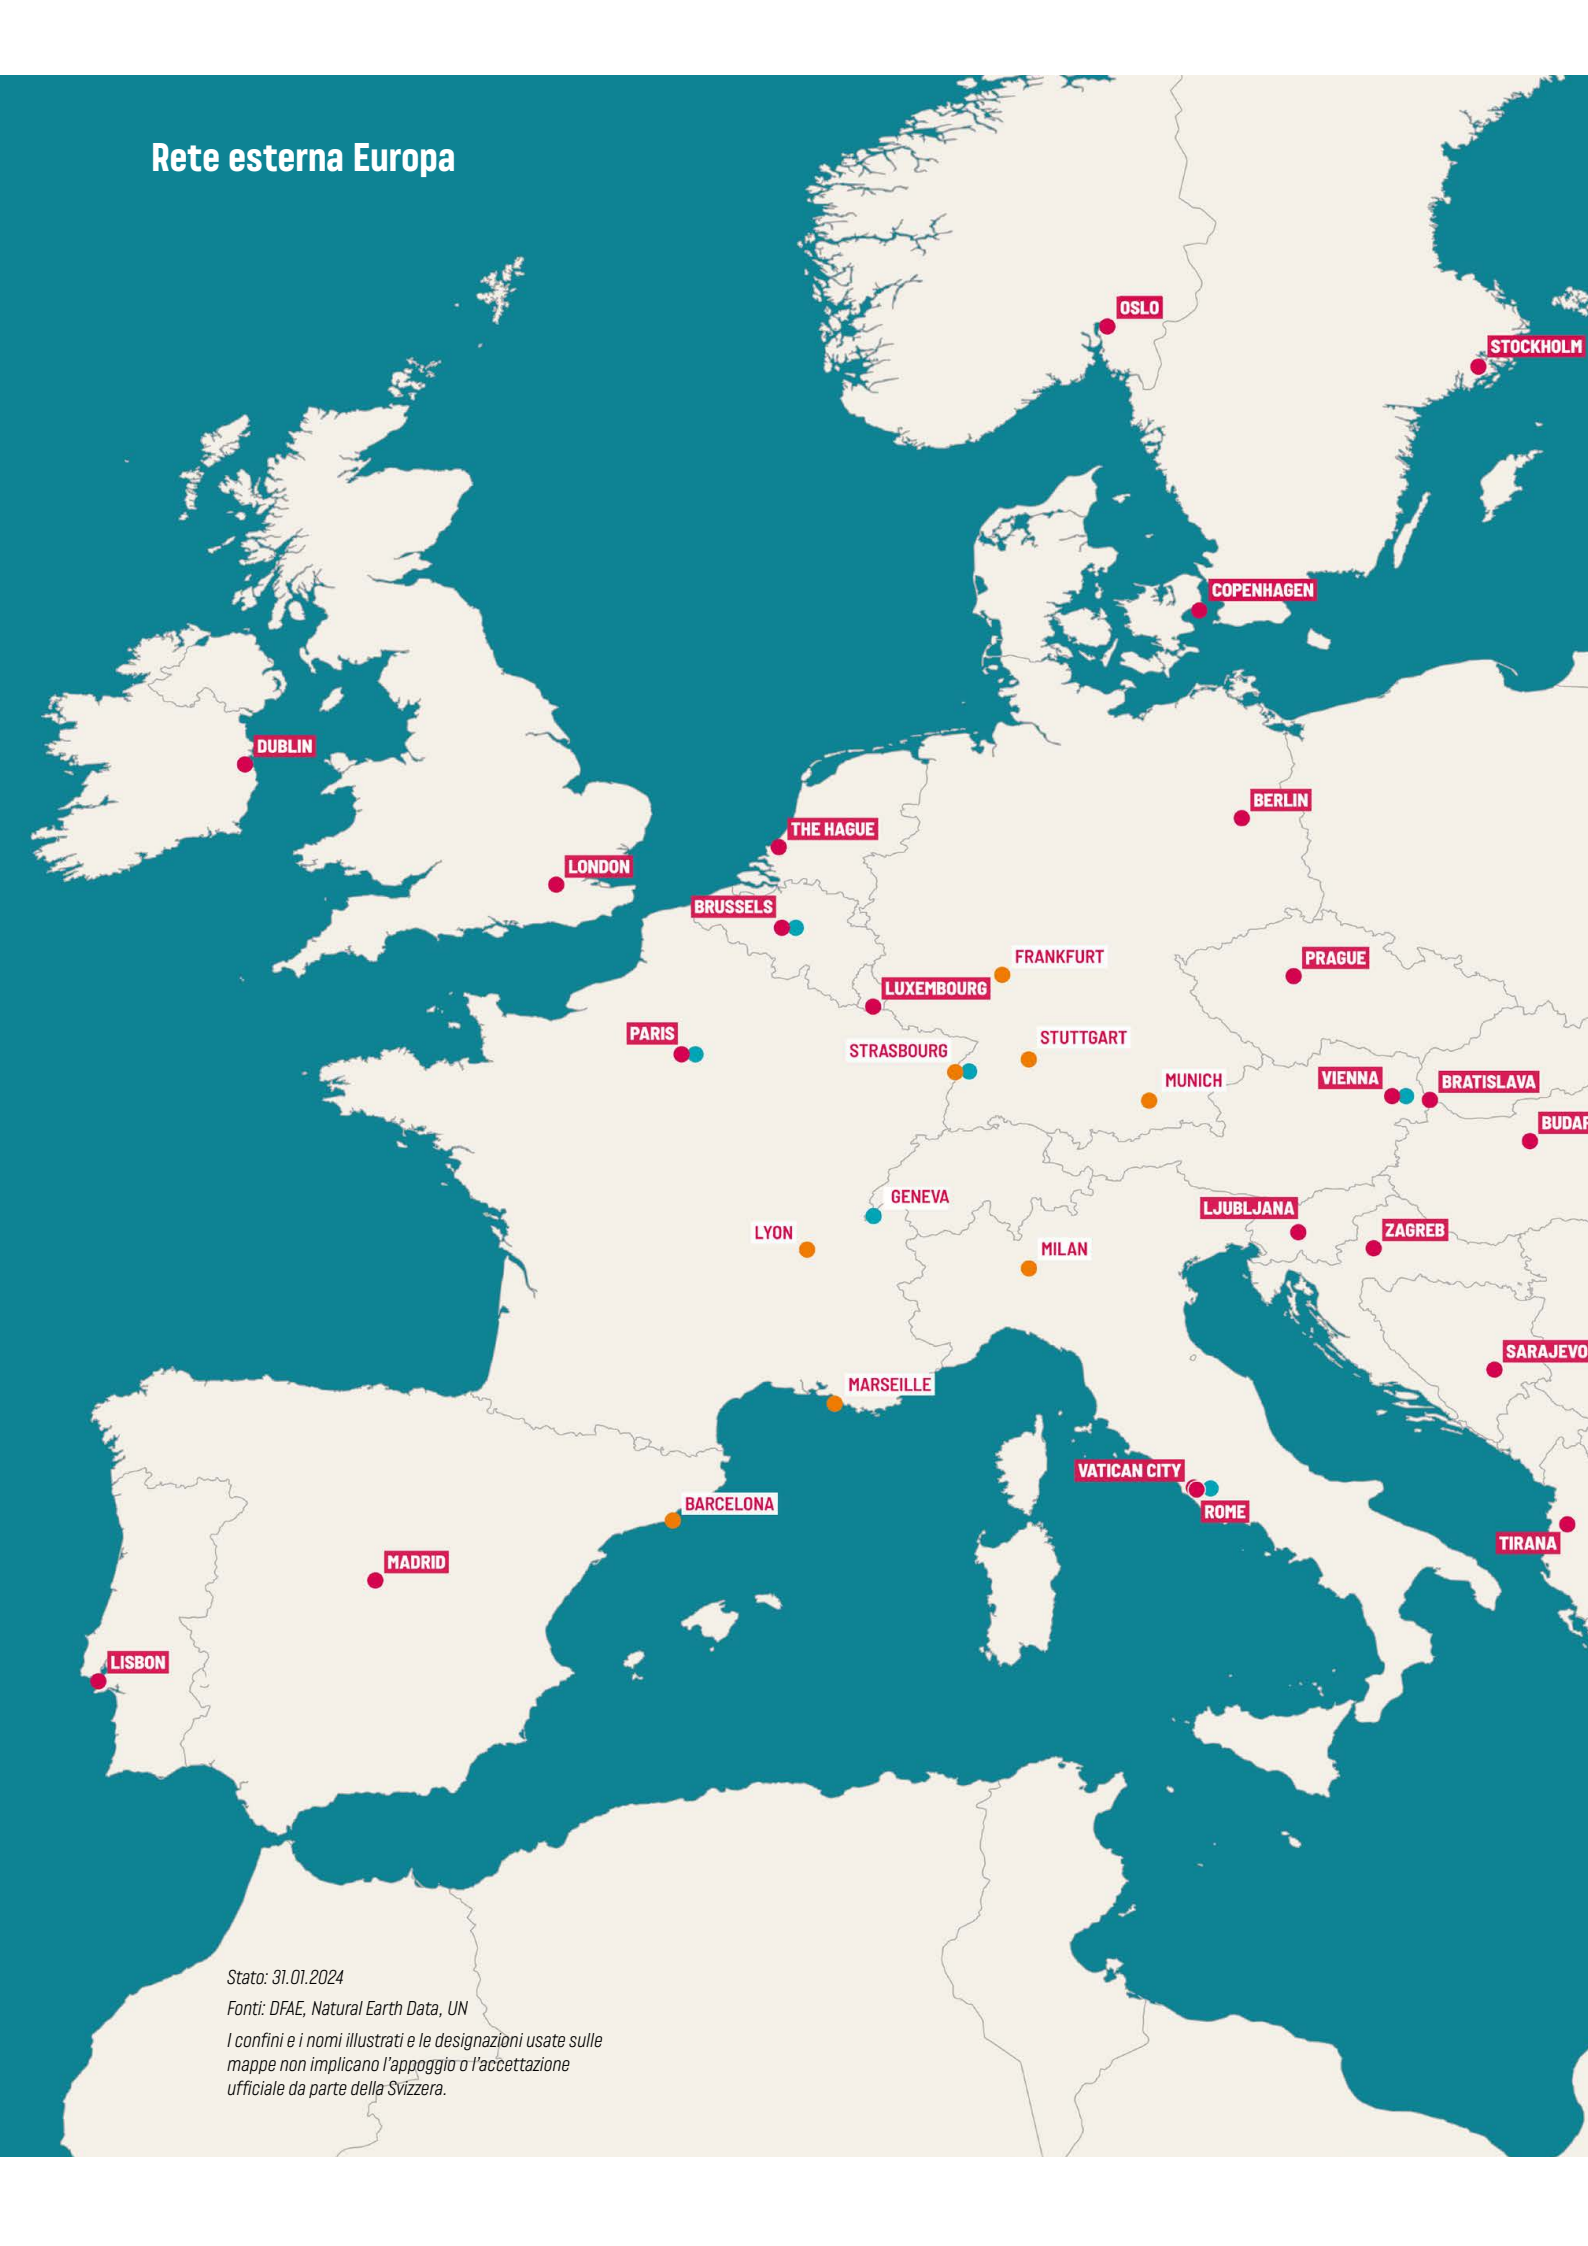 Rete esterna Europa
OSLO
STOCKHOLM
COPENHAGEN
DUBLIN
BERLIN
THE HAGUE
LONDON
BRUSSELS
FRANKFURT
PRAGUE
LUXEMBOURG
PARIS
STUTTGART
STRASBOURG
MUNICH
VIENNA
BRATISLAVA
GENEVA
LJUBLJANA
ZAGREB
LYON
MILAN
SARAJEVO
MARSEILLE
VATICAN CITY
BARCELONA
ROME
TIRANA
MADRID
LISBON
Stato: 31.01.2024
Fonti: DFAE, Natural Earth Data, UN
I confini e i nomi illustrati e le designazioni usate sulle
mappe non implicano l'appoggio o l'accettazione
ufficiale da parte della Svizzera.